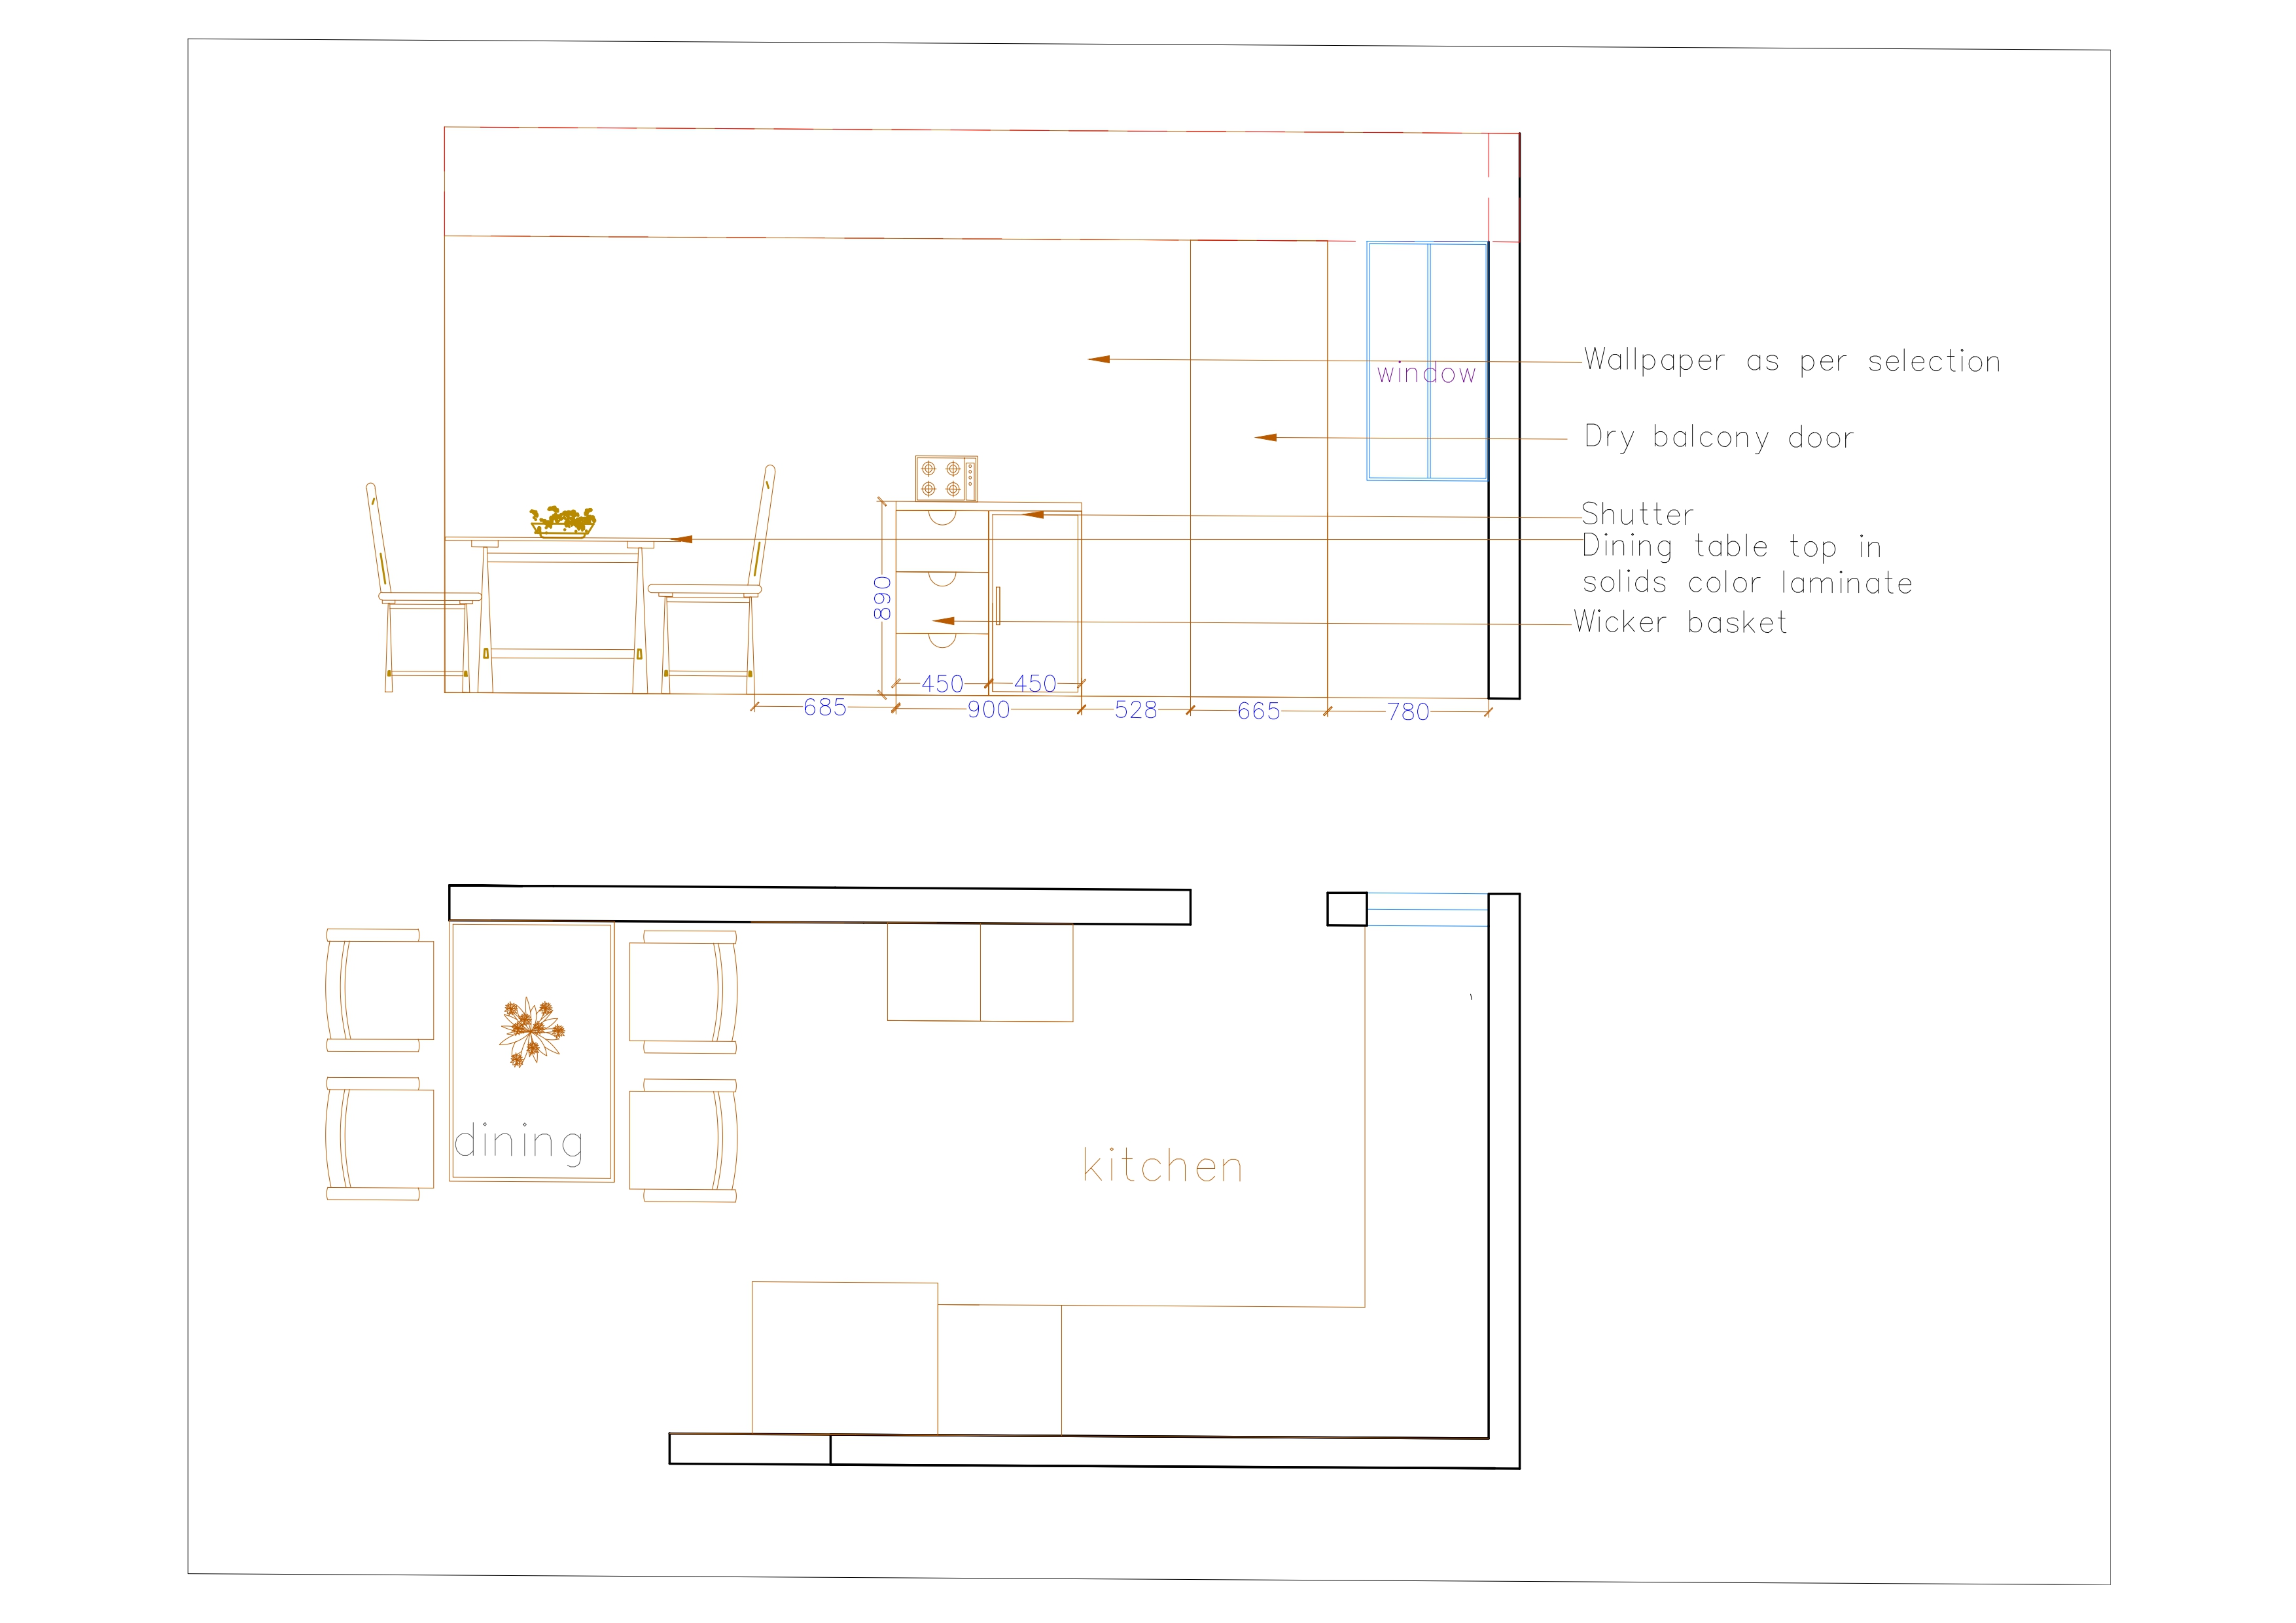 window
Wallpaper as per selection
Dry balcony door
Shutter
Dining table top in
solids color laminate
Wicker basket
890
450 450
685 900 528 665 780
dining
kitchen